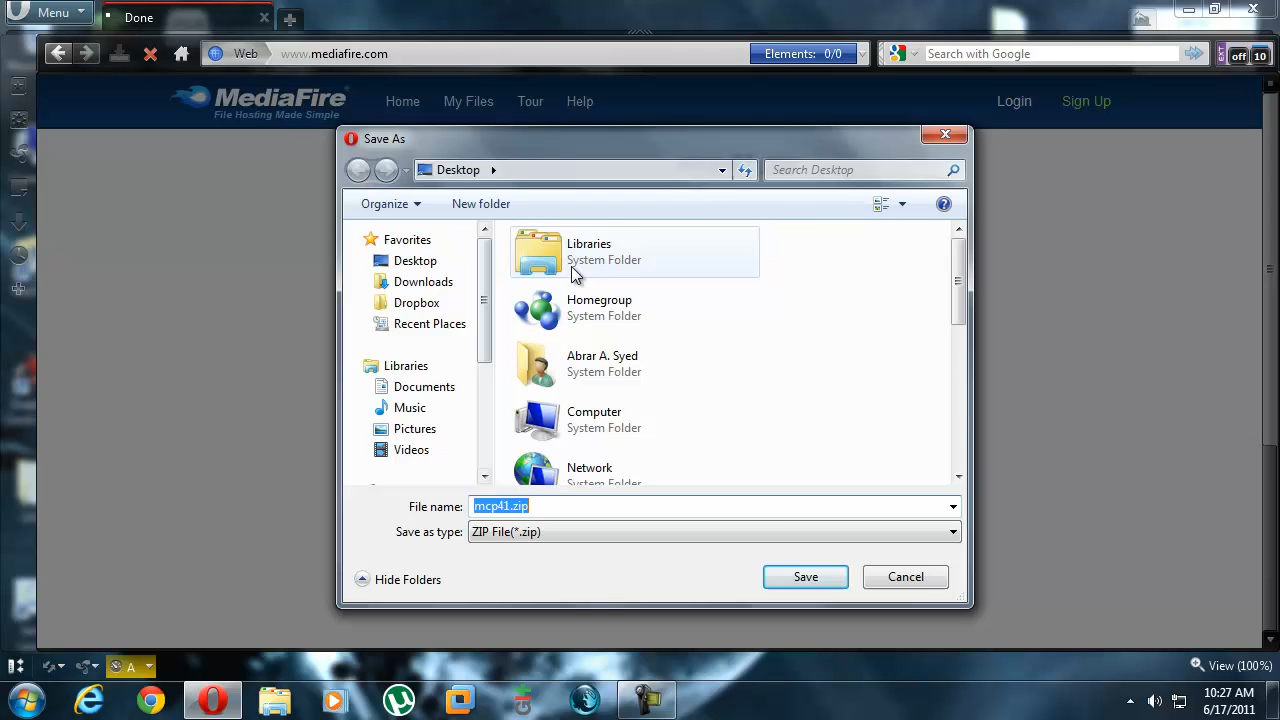 Menu
Done
Web
www.mediafire.com
Elements: 0/0
Search with Google
EXT
off
10
MediaFire
File Hosting Made Simple
Home
My Files
Tour
Help
Login
Sign Up
Save As
Desktop
Search Desktop
Organize
New folder
Favorites
Desktop
Downloads
Dropbox
Recent Places
Libraries
Documents
Music
Pictures
Videos
Libraries
System Folder
Homegroup
System Folder
Abrar A. Syed
System Folder
Computer
System Folder
Network
System Folder
File name:
mcp41.zip
Save as type:
ZIP File(*.zip)
Hide Folders
Save
Cancel
A
View (100%)
10:27 AM
6/17/2011